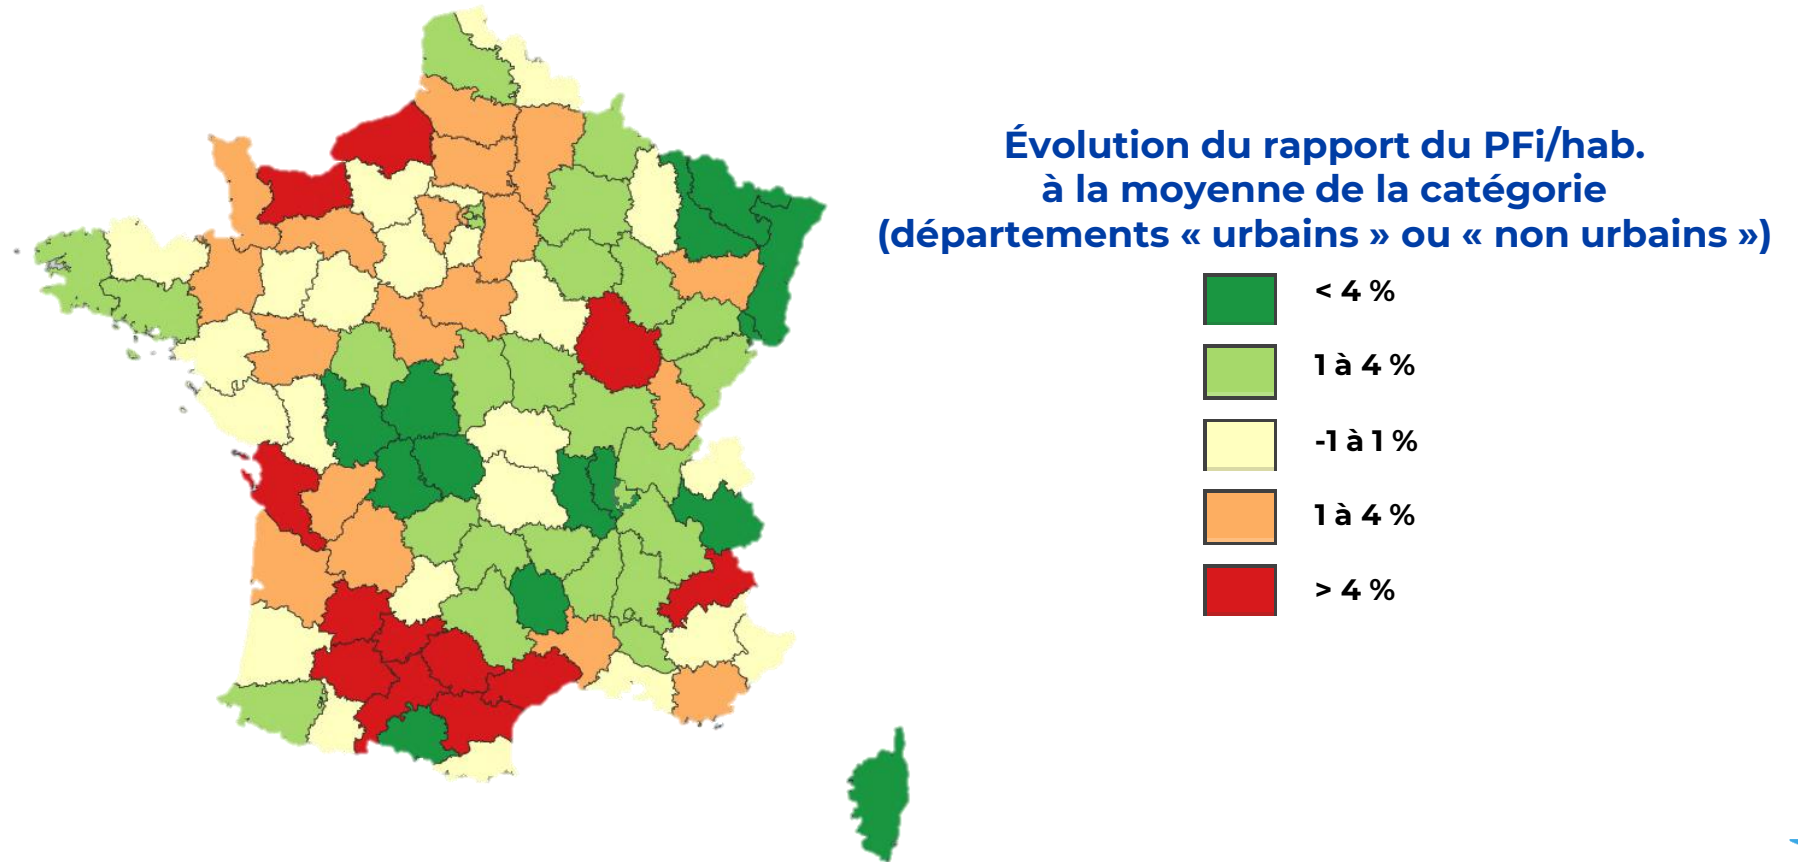 Évolution du rapport du PFi/hab.
à la moyenne de la catégorie
(départements « urbains » ou « non urbains »)
< 4 %
1 à 4 %
-1 à 1 %
1 à 4 %
> 4 %